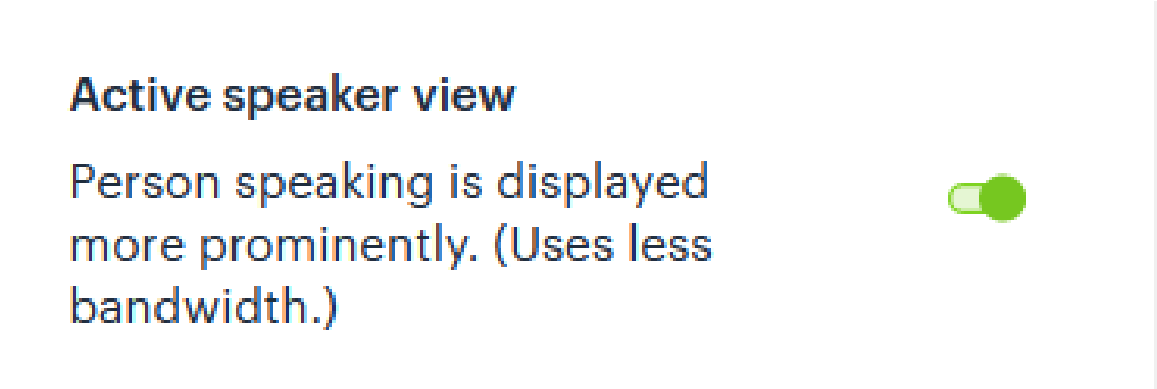 Active speaker view
Person speaking is displayed
more prominently. (Uses less
bandwidth.)